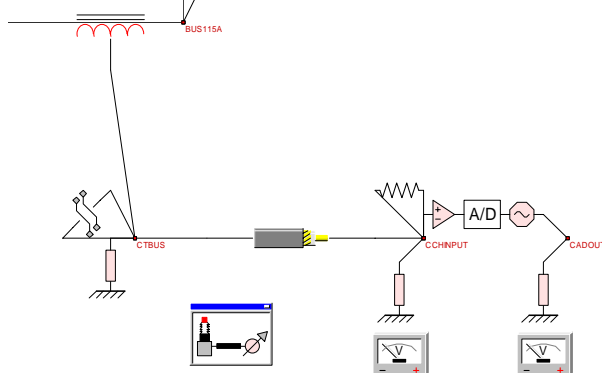 BUS115A
A/D
CTBUS
CCHINPUT
CADOUT
V
V